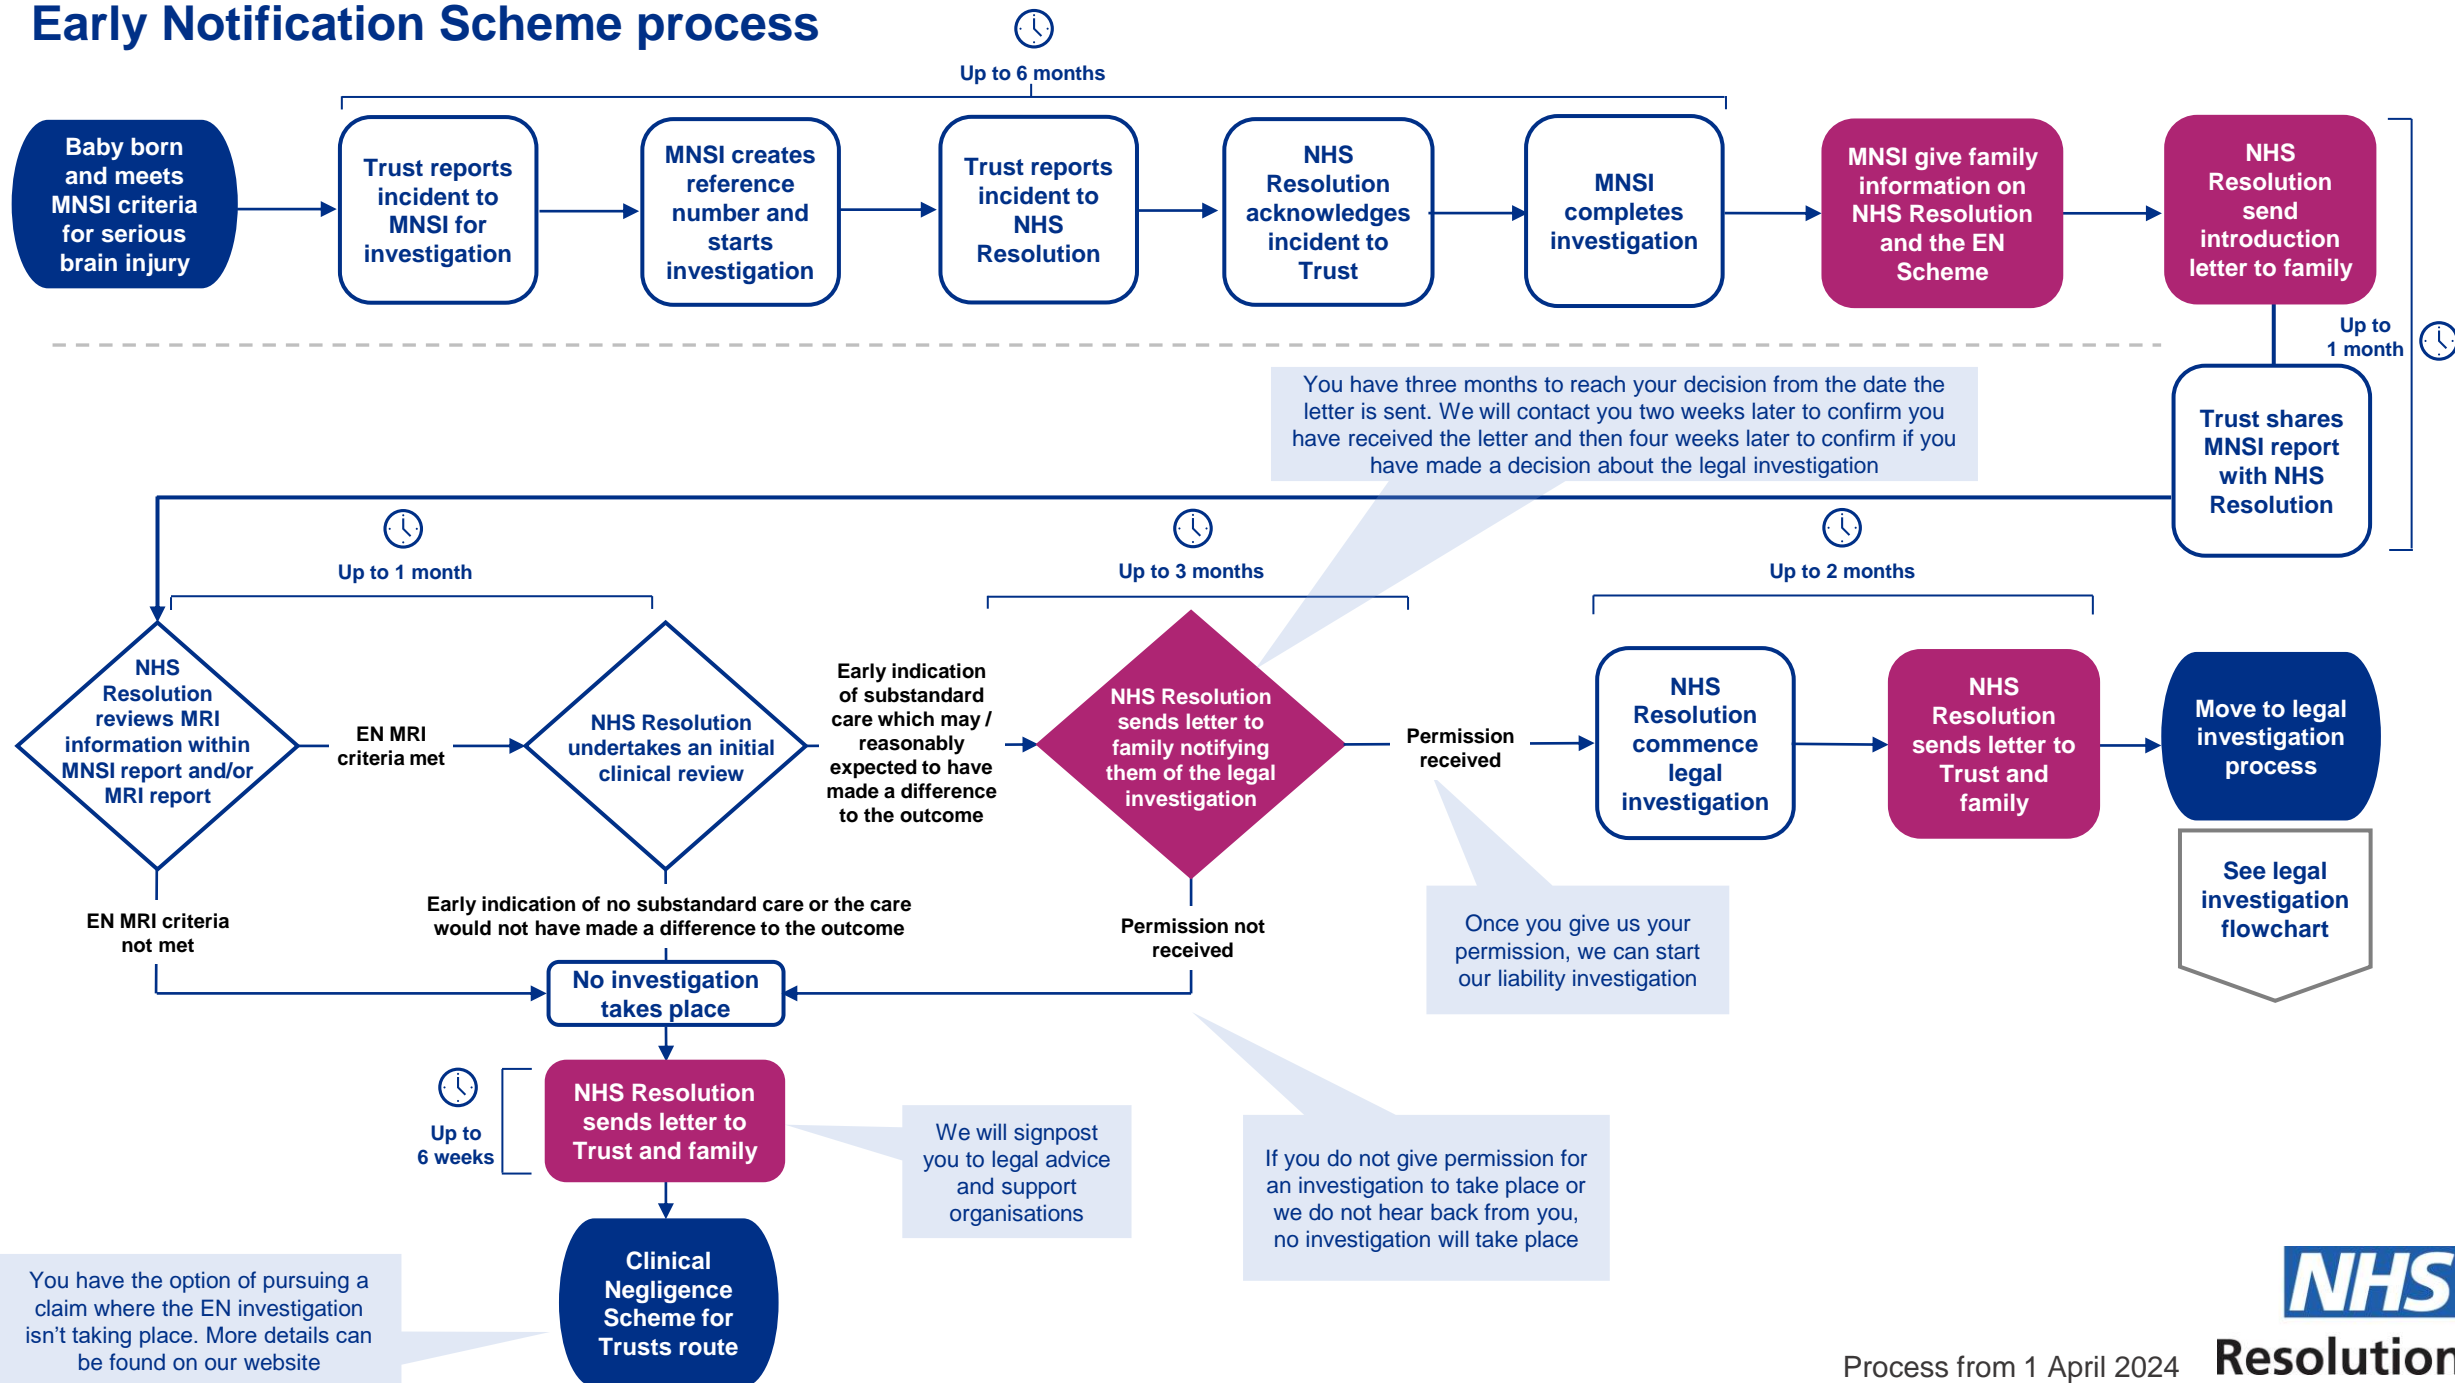 Early Notification Scheme process
Up to 6 months
Baby born
and meets
MNSI criteria
for serious
brain injury
Trust reports
incident to
MNSI for
investigation
MNSI creates
reference
number and
starts
investigation
Trust reports
incident to
NHS
Resolution
NHS
Resolution
acknowledges
incident to
Trust
MNSI
completes
investigation
MNSI give family
information on
NHS Resolution
and the EN
Scheme
NHS
Resolution
send
introduction
letter to family
Up to
1 month
Trust shares
MNSI report
with NHS
Resolution
You have three months to reach your decision from the date the
letter is sent. We will contact you two weeks later to confirm you
have received the letter and then four weeks later to confirm if you
have made a decision about the legal investigation
Up to 1 month
Up to 3 months
Up to 2 months
NHS
Resolution
reviews MRI
information within
MNSI report and/or
MRI report
EN MRI
criteria met
NHS Resolution
undertakes an initial
clinical review
Early indication
of substandard
care which may /
reasonably
expected to have
made a difference
to the outcome
NHS Resolution
sends letter to
family notifying
them of the legal
investigation
Permission
received
NHS
Resolution
commence
legal
investigation
NHS
Resolution
sends letter to
Trust and
family
Move to legal
investigation
process
See legal
investigation
flowchart
EN MRI criteria
not met
Early indication of no substandard care or the care
would not have made a difference to the outcome
Permission not
received
Once you give us your
permission, we can start
our liability investigation
No investigation
takes place
NHS Resolution
sends letter to
Trust and family
Up to
6 weeks
We will signpost
you to legal advice
and support
organisations
If you do not give permission for
an investigation to take place or
we do not hear back from you,
no investigation will take place
Clinical
Negligence
Scheme for
Trusts route
You have the option of pursuing a
claim where the EN investigation
isn't taking place. More details can
be found on our website
Process from 1 April 2024
NHS
Resolution